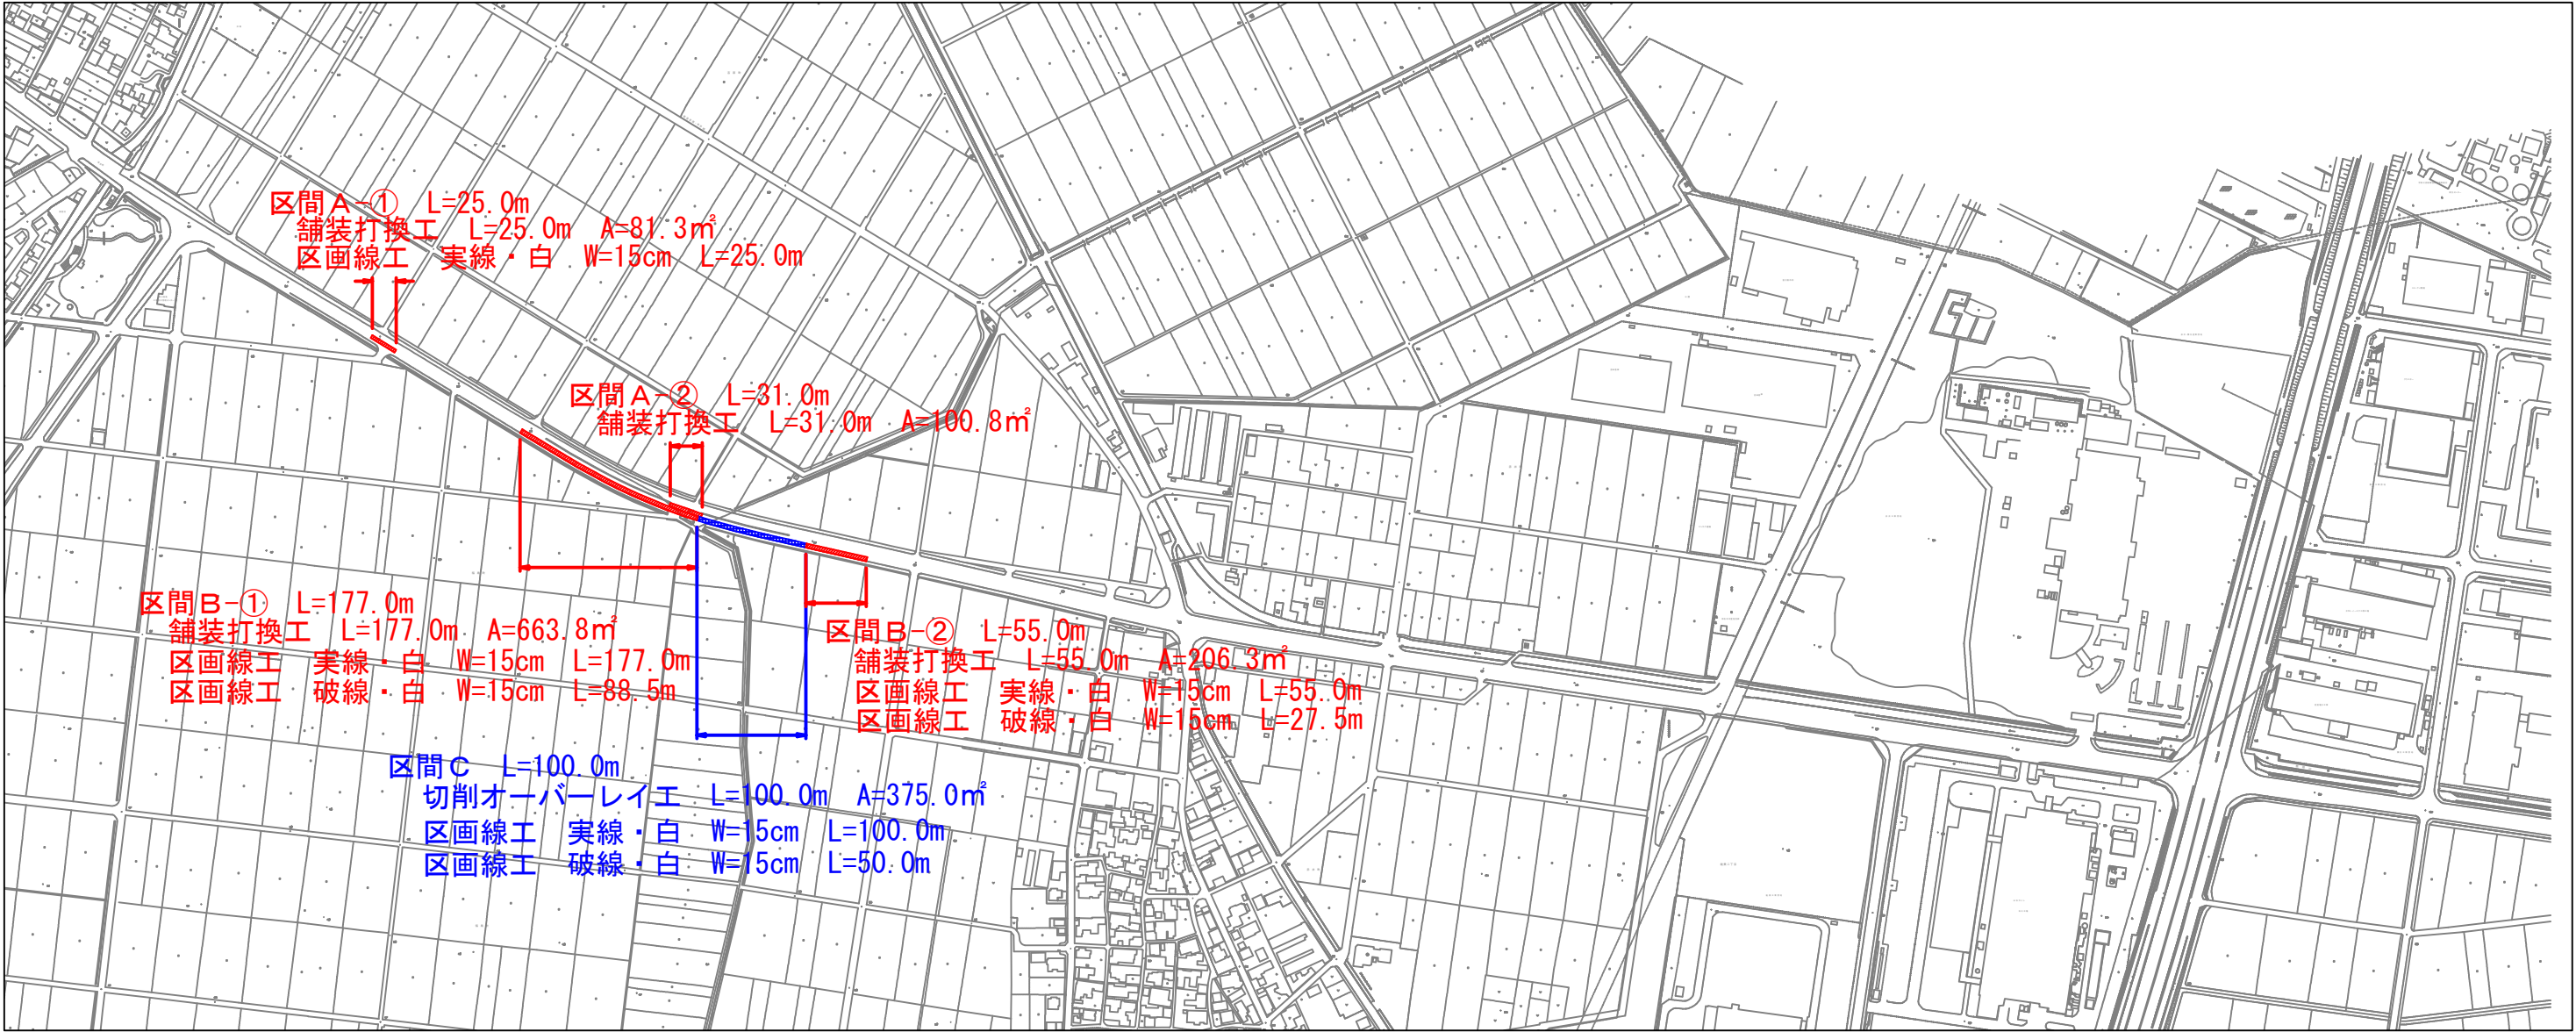 区間A-① L=25.0m
舗装打換工 L=25.0m A=81.3㎡
区画線工 実線・白 W=15cm L=25.0m
区間A-② L=31.0m
舗装打換工 L=31.0m A=100.8㎡
区間B-① L=177.0m
舗装打換工 L=177.0m A=663.8㎡
区画線工 実線・白 W=15cm L=177.0m
区画線工 破線・白 W=15cm L=88.5m
区間B-② L=55.0m
舗装打換工 L=55.0m A=206.3㎡
区画線工 実線・白 W=15cm L=55.0m
区画線工 破線・白 W=15cm L=27.5m
区間C L=100.0m
切削オーバーレイ工 L=100.0m A=375.0㎡
区画線工 実線・白 W=15cm L=100.0m
区画線工 破線・白 W=15cm L=50.0m